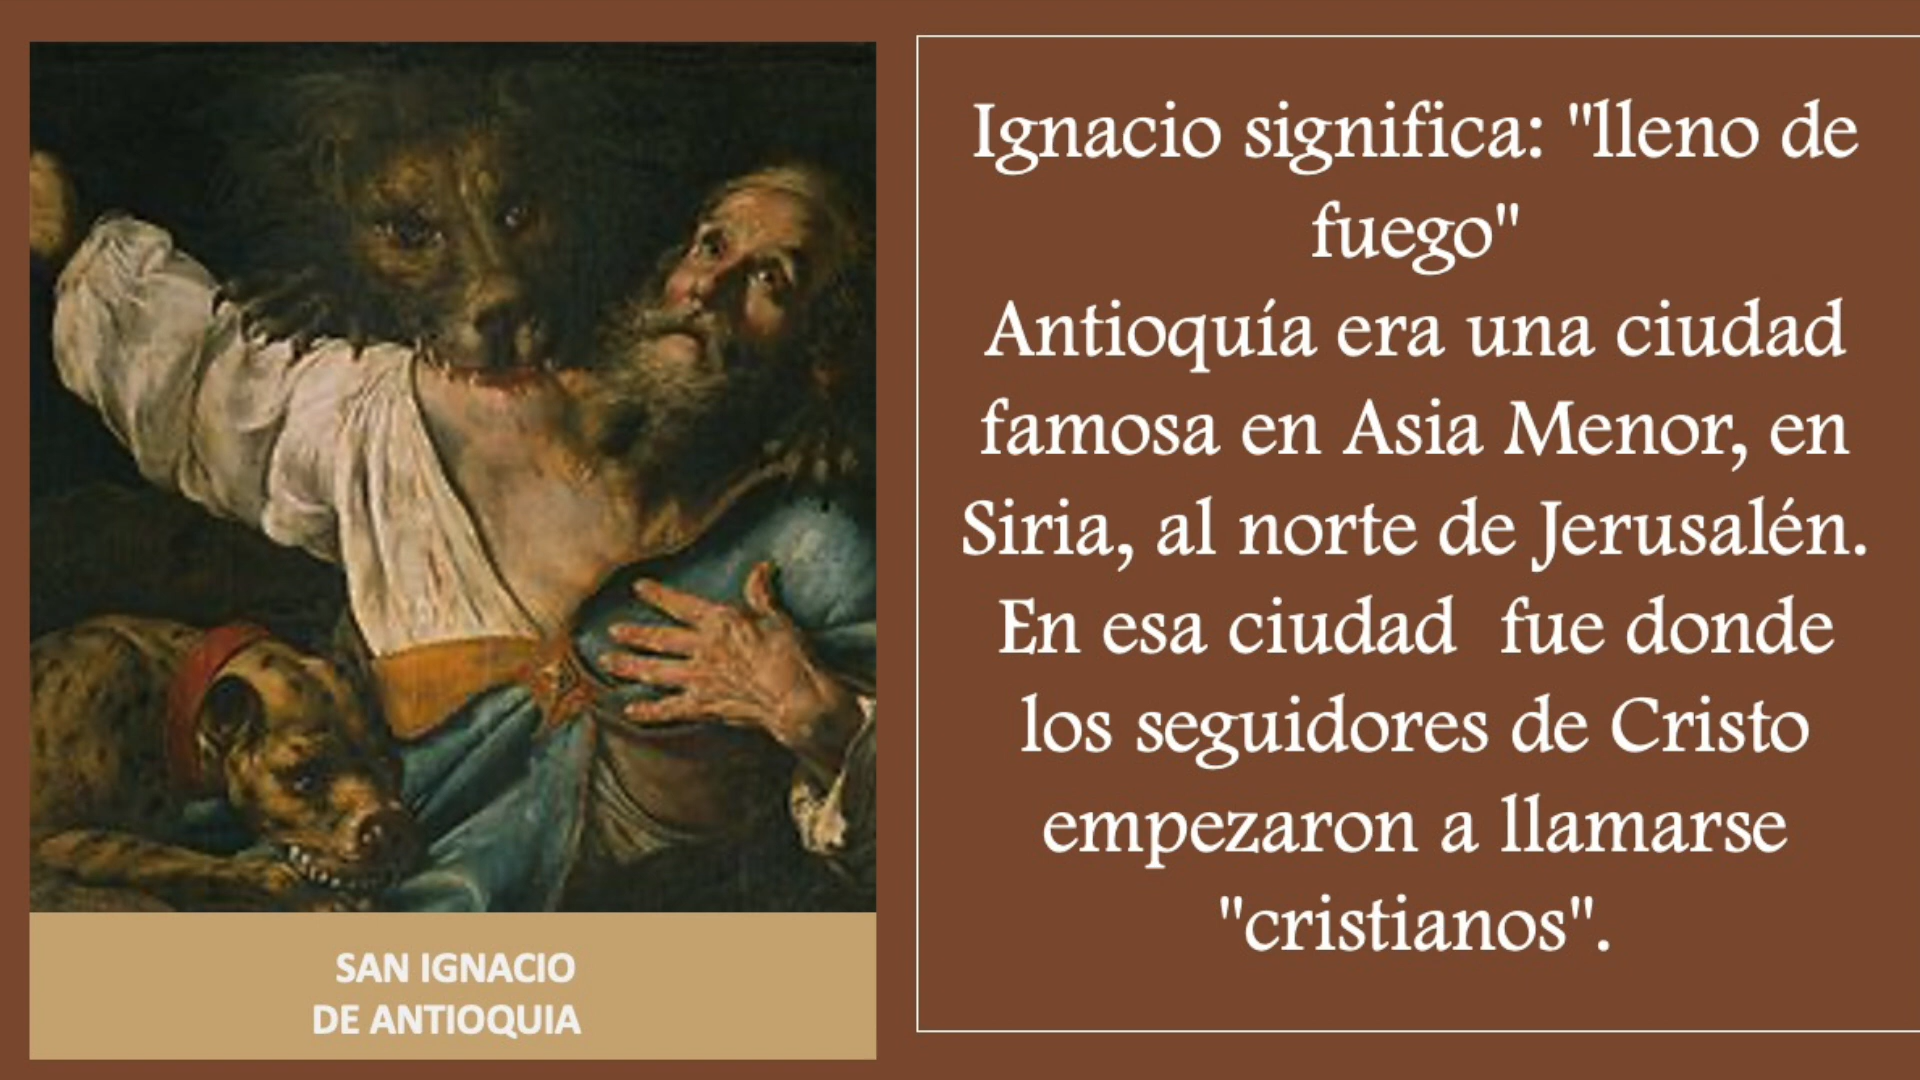 SAN IGNACIO
DE ANTIOQUIA
Ignacio significa: "lleno de
fuego"
Antioquía era una ciudad
famosa en Asia Menor, en
Siria, al norte de Jerusalén.
En esa ciudad  fue donde
los seguidores de Cristo
empezaron a llamarse
"cristianos".